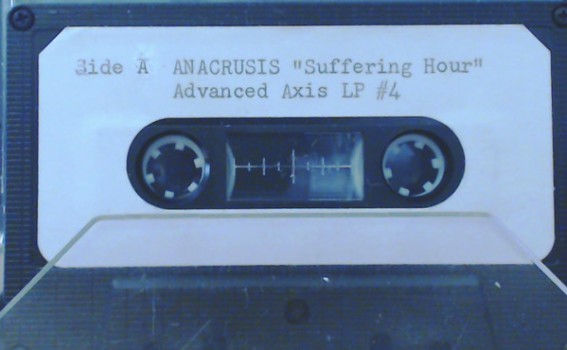 Side A ANACRUSIS "Suffering Hour"
Advanced Axis LP #4